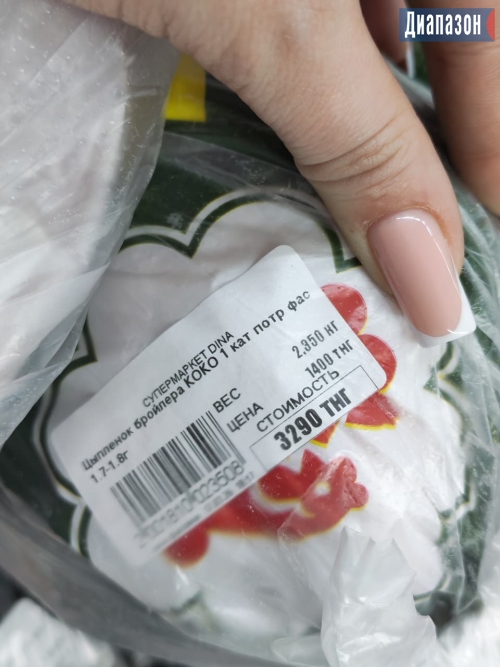 Диапазон
СУПЕРМАРКЕТ DINA
Цыпленок бройлера КОКО 1 кат потр фас
1.7-1.8г
ВЕС 2,350 КГ
ЦЕНА 1400 ТНГ
СТОИМОСТЬ
3290 ТНГ